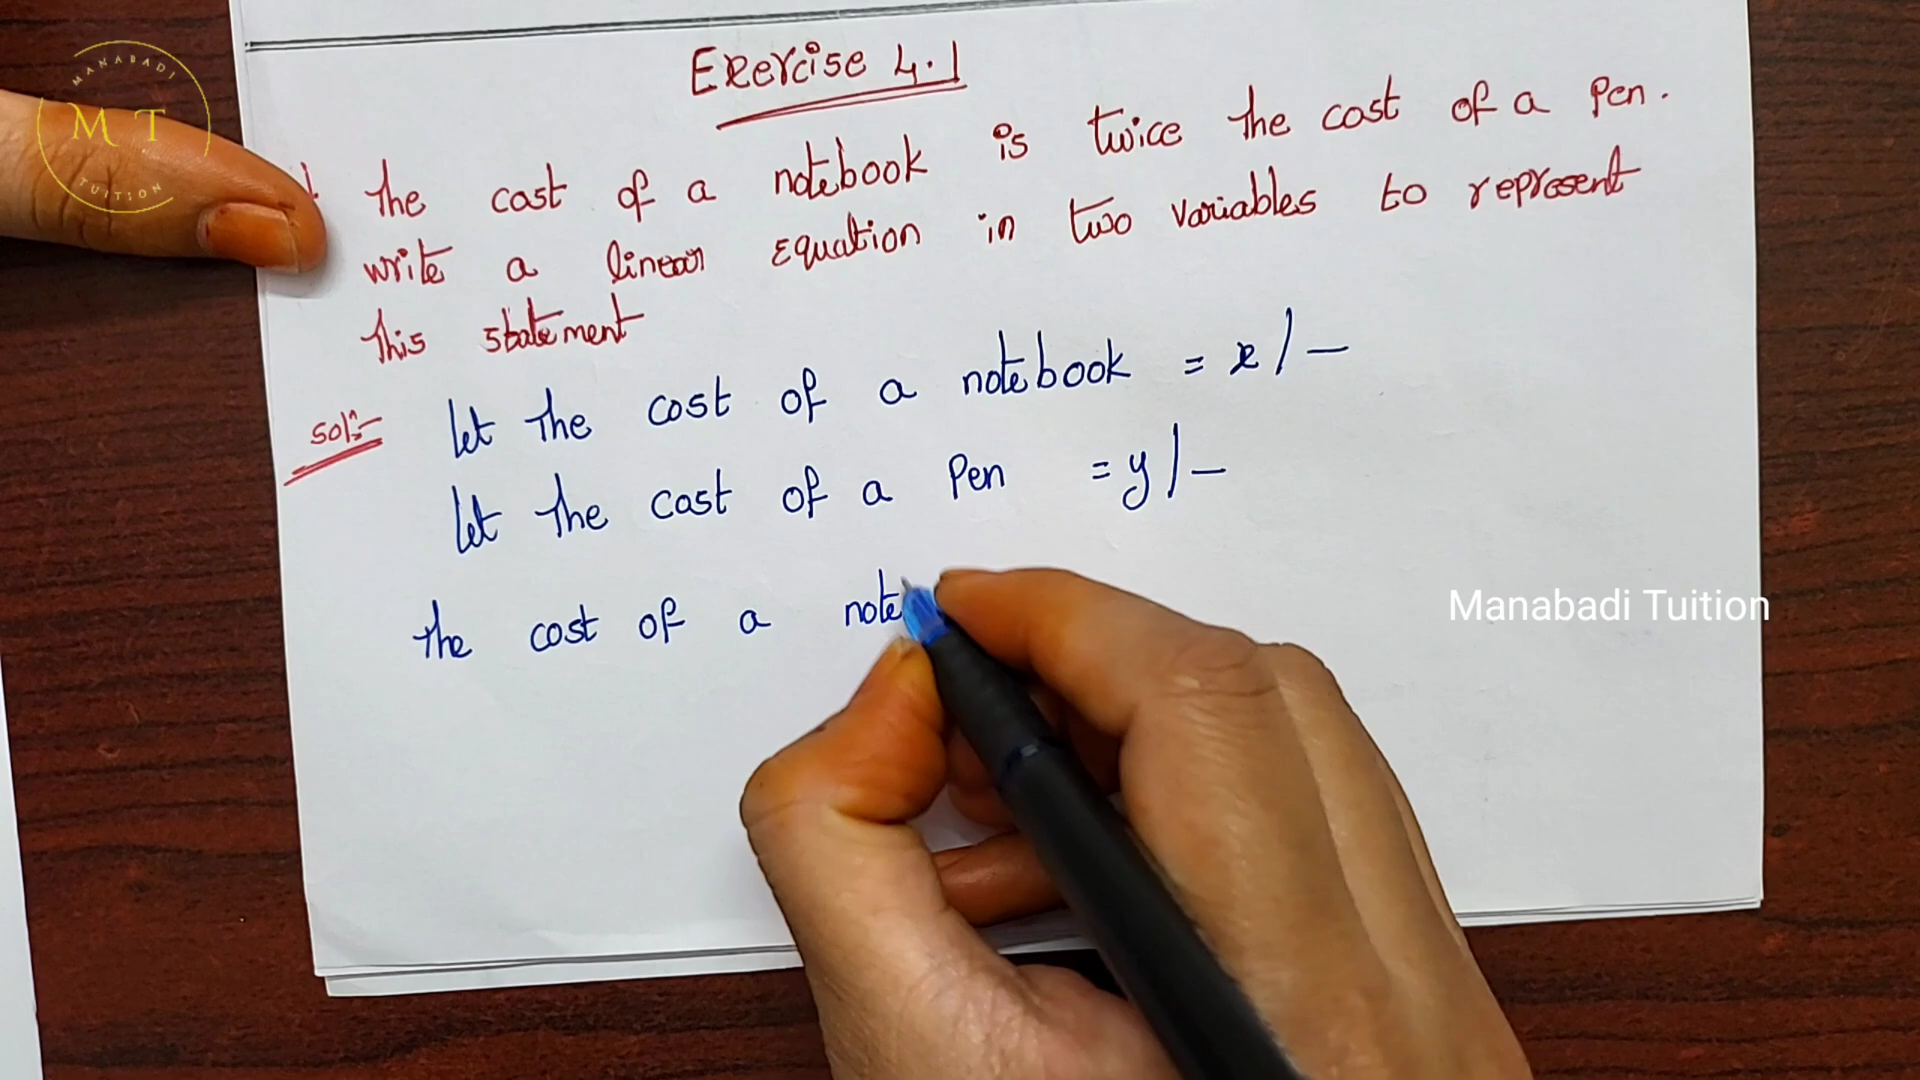 MANABADI
M T
TUITION
Exercise 4.1
The cost of a notebook is twice the cost of a pen.
write a linear Equation in two variables to represent
this statement
sol:-
let the cost of a notebook = x/-
let the cost of a Pen = y/-
the cost of a note
Manabadi Tuition